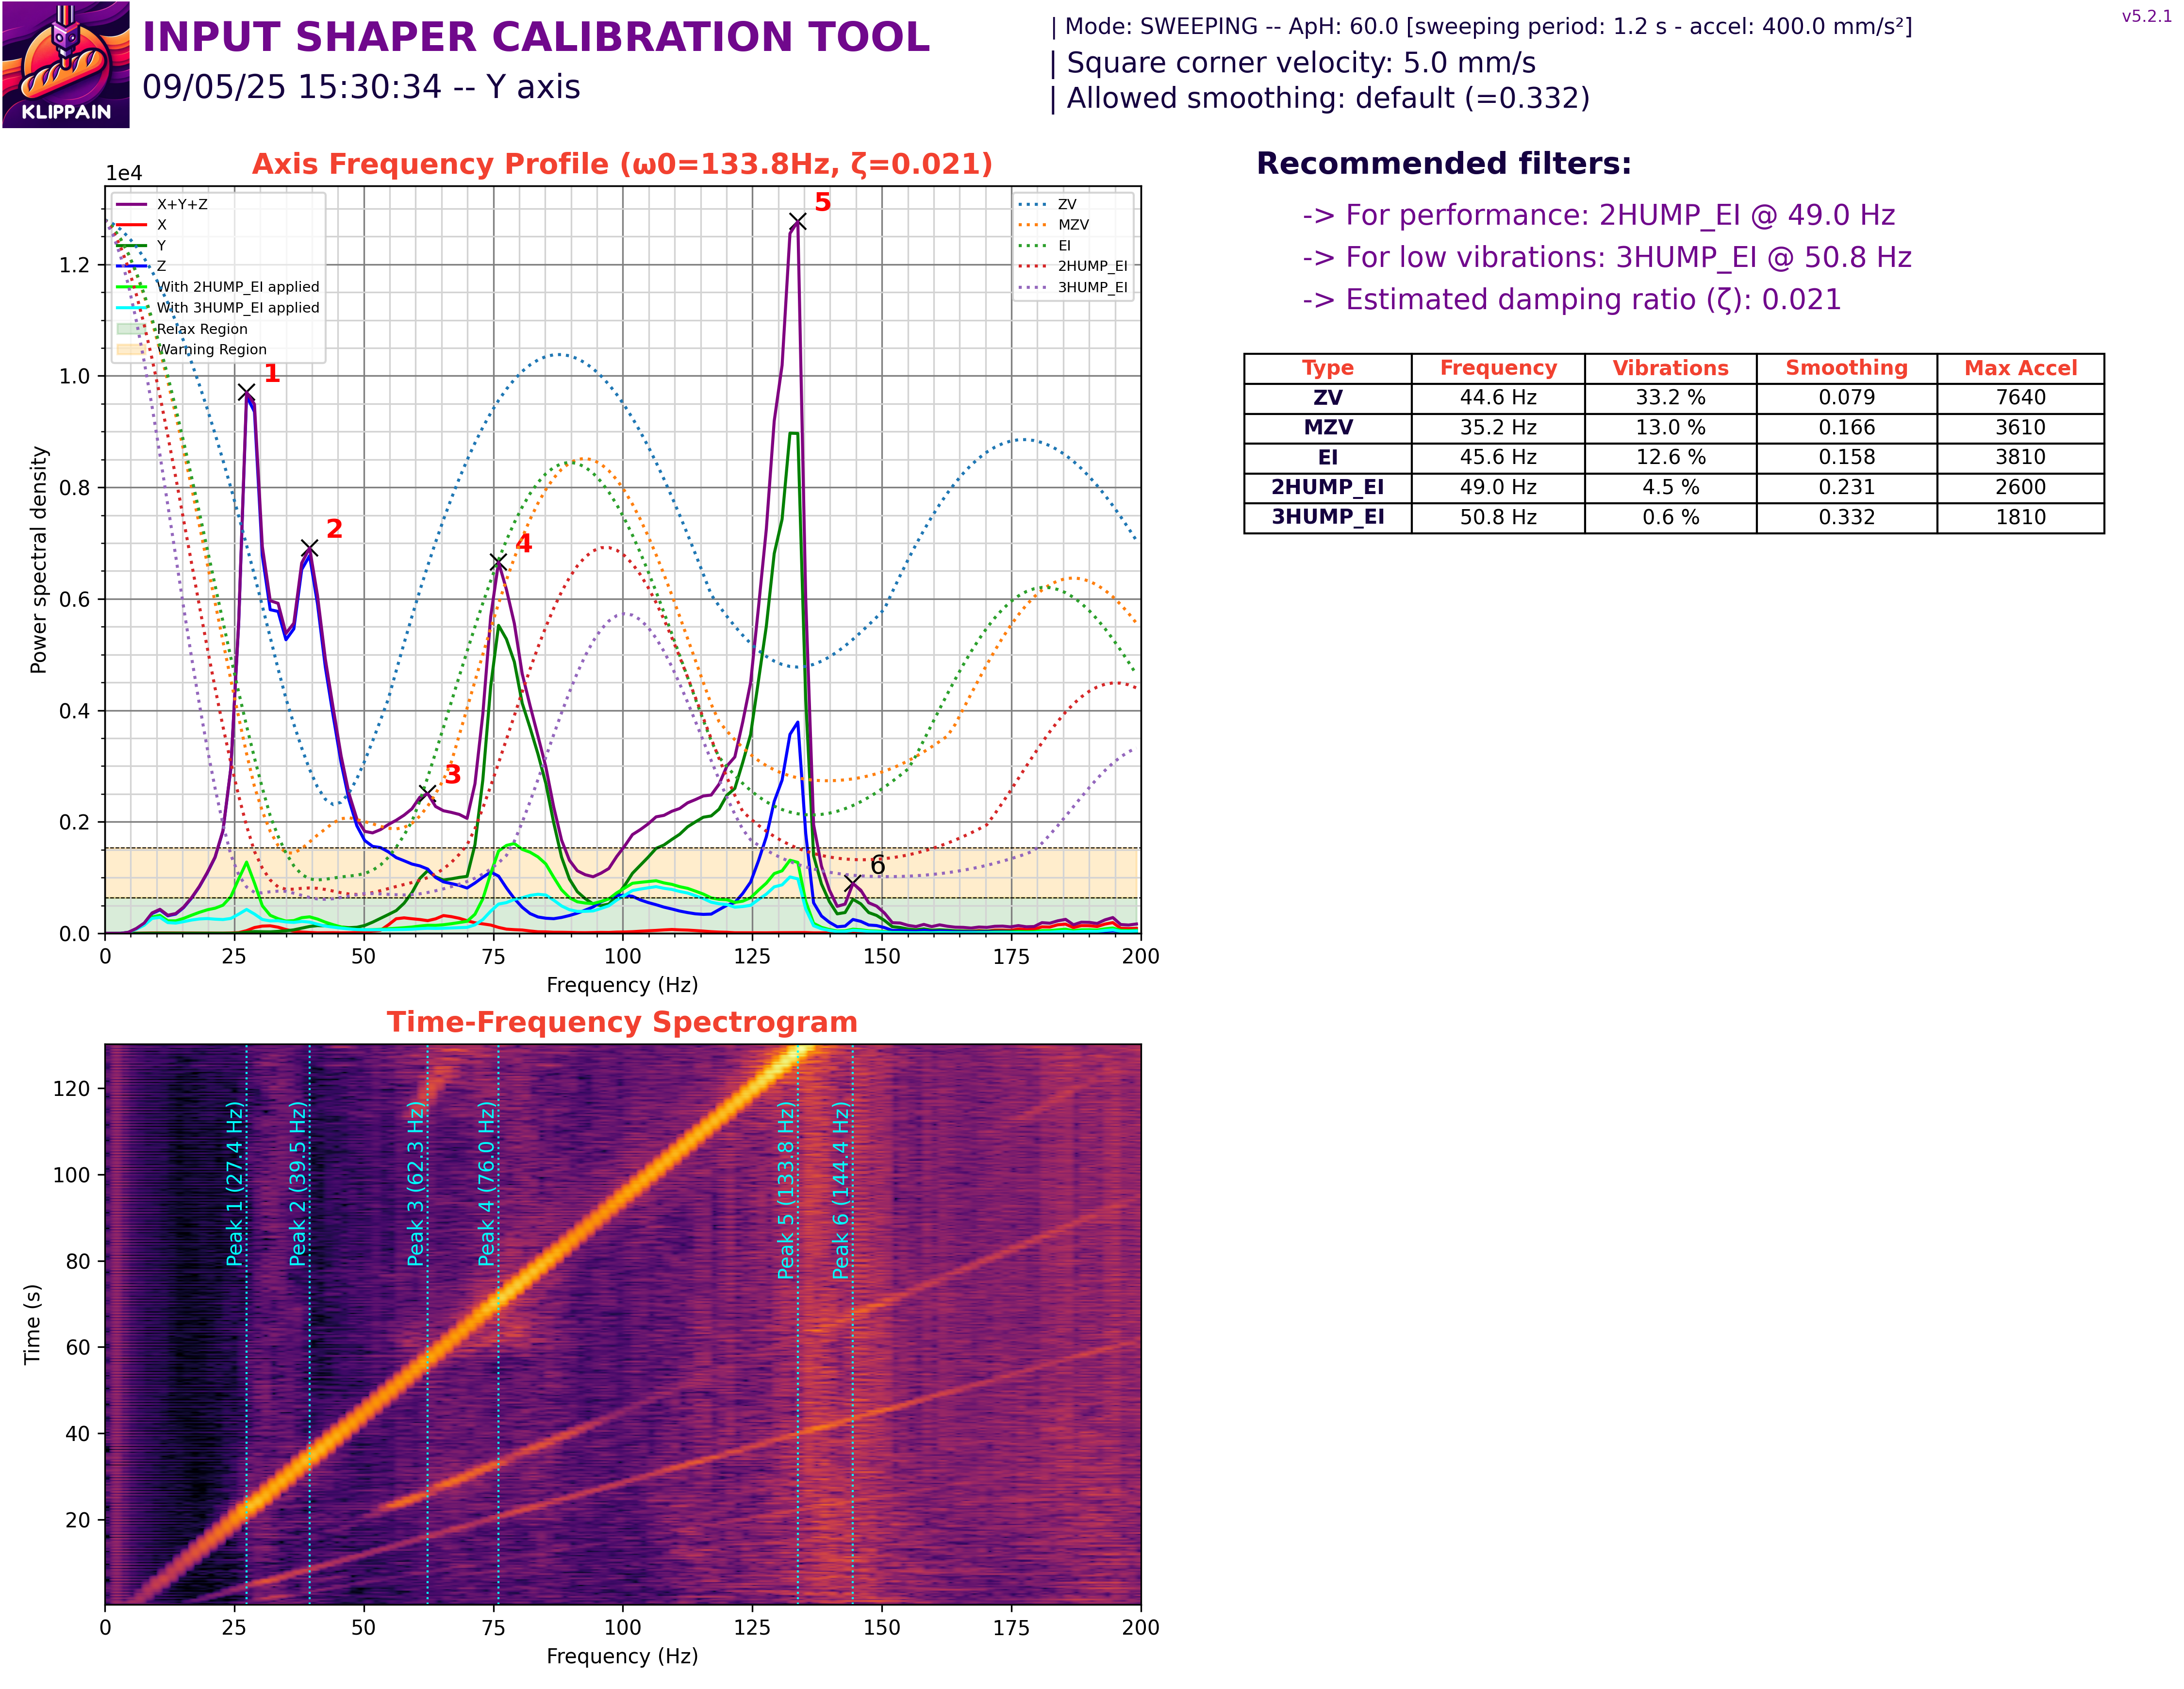 KLIPPAIN
INPUT SHAPER CALIBRATION TOOL
09/05/25 15:30:34 -- Y axis
| Mode: SWEEPING -- ApH: 60.0 [sweeping period: 1.2 s - accel: 400.0 mm/s²]
| Square corner velocity: 5.0 mm/s
| Allowed smoothing: default (=0.332)
v5.2.1
Axis Frequency Profile (ω0=133.8Hz, ζ=0.021)
1e4
X+Y+Z
X
Y
Z
With 2HUMP_EI applied
With 3HUMP_EI applied
Relax Region
Warning Region
ZV
MZV
EI
2HUMP_EI
3HUMP_EI
1
2
3
4
5
6
Power spectral density
1.2
1.0
0.8
0.6
0.4
0.2
0.0
0 25 50 75 100 125 150 175 200
Frequency (Hz)
Recommended filters:
-> For performance: 2HUMP_EI @ 49.0 Hz
-> For low vibrations: 3HUMP_EI @ 50.8 Hz
-> Estimated damping ratio (ζ): 0.021
Type Frequency Vibrations Smoothing Max Accel
ZV 44.6 Hz 33.2 % 0.079 7640
MZV 35.2 Hz 13.0 % 0.166 3610
EI 45.6 Hz 12.6 % 0.158 3810
2HUMP_EI 49.0 Hz 4.5 % 0.231 2600
3HUMP_EI 50.8 Hz 0.6 % 0.332 1810
Time-Frequency Spectrogram
Time (s)
120
100
80
60
40
20
Peak 1 (27.4 Hz)
Peak 2 (39.5 Hz)
Peak 3 (62.3 Hz)
Peak 4 (76.0 Hz)
Peak 5 (133.8 Hz)
Peak 6 (144.4 Hz)
0 25 50 75 100 125 150 175 200
Frequency (Hz)